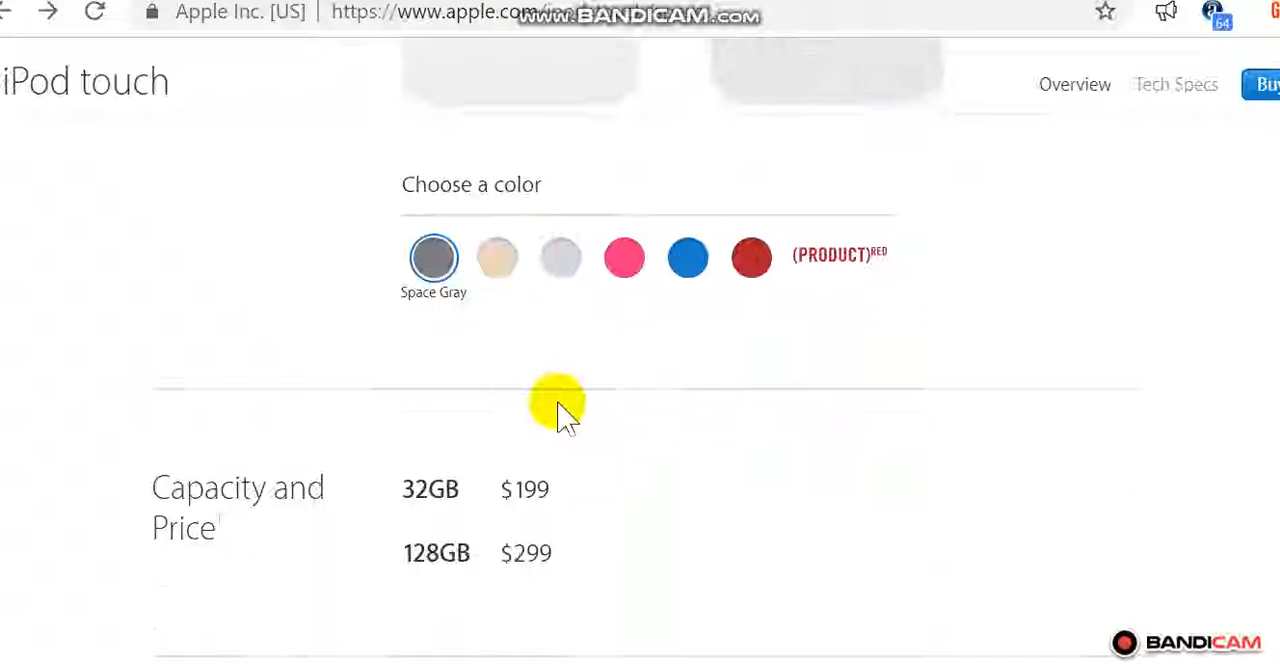 Apple Inc. [US] | https://www.apple.com
www.BANDICAM.com
64
iPod touch
Overview Tech Specs
Choose a color
(PRODUCT)RED
Space Gray
Capacity and Price
32GB $199
128GB $299
BANDICAM